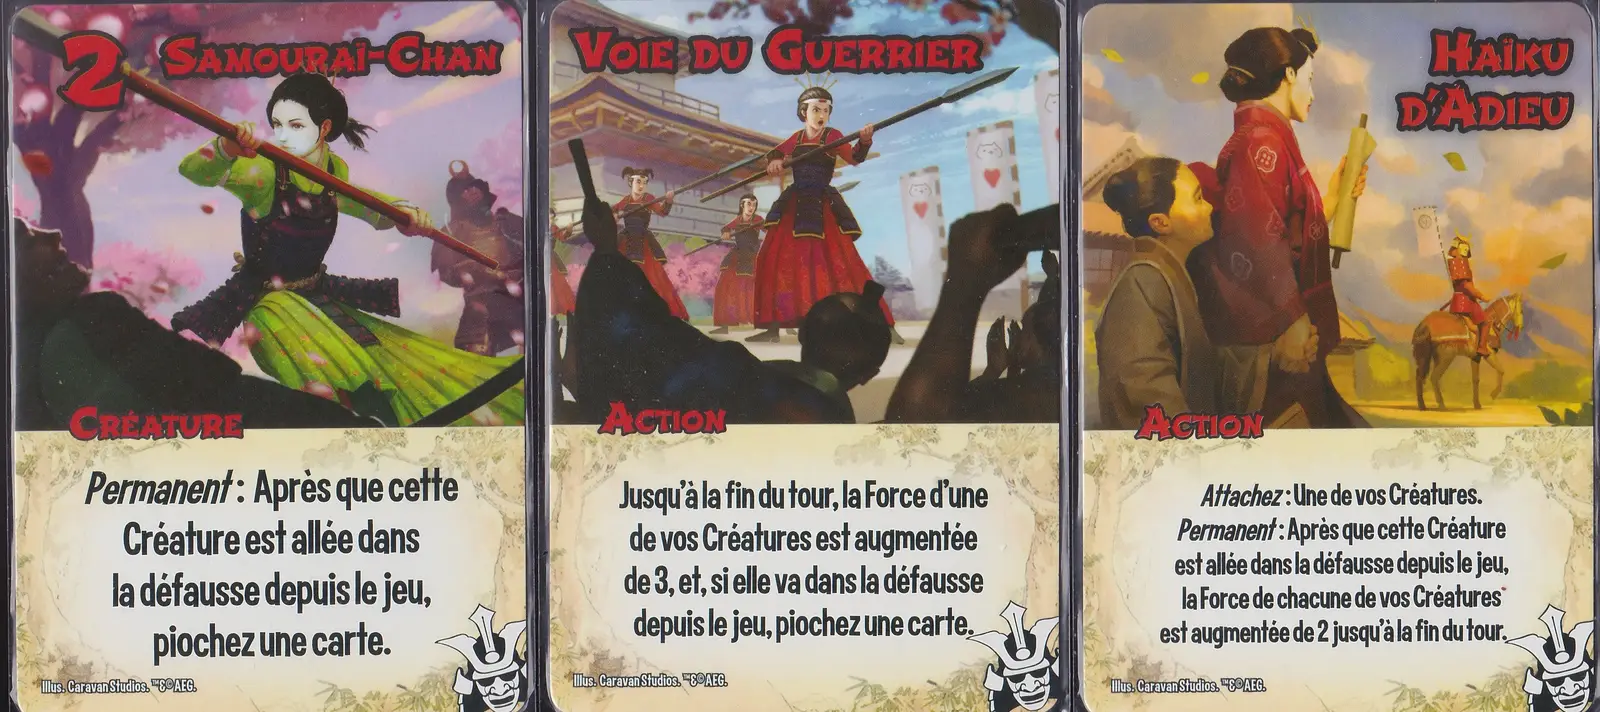 2 Samouraï-Chan
Créature
Permanent : Après que cette
Créature est allée dans
la défausse depuis le jeu,
piochez une carte.
Illus. Caravan Studios. ™&©AEG.
Voie du Guerrier
Action
Jusqu'à la fin du tour, la Force d'une
de vos Créatures est augmentée
de 3, et, si elle va dans la défausse
depuis le jeu, piochez une carte.
Illus. Caravan Studios. ™&©AEG.
Haïku
d'Adieu
Action
Attachez : Une de vos Créatures.
Permanent : Après que cette Créature
est allée dans la défausse depuis le jeu,
la Force de chacune de vos Créatures
est augmentée de 2 jusqu'à la fin du tour.
Illus. Caravan Studios. ™&©AEG.